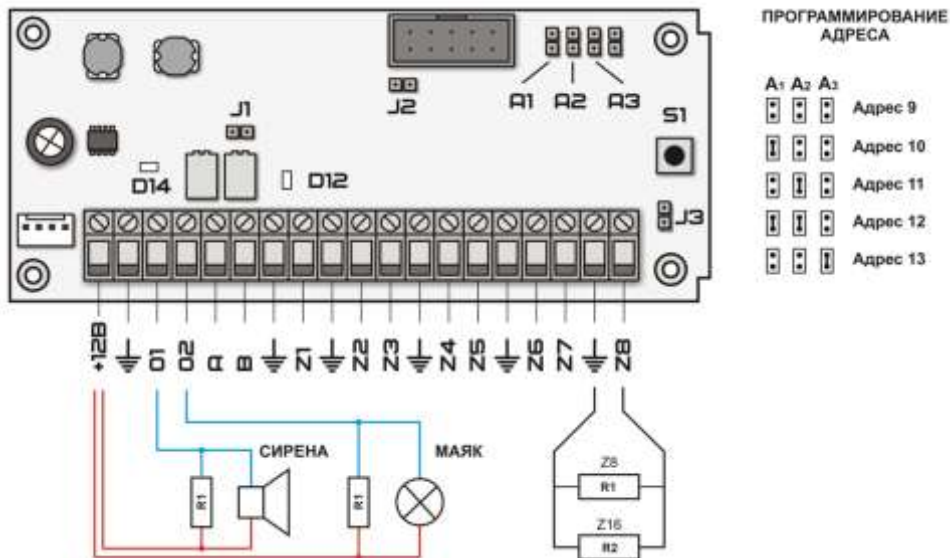 ПРОГРАММИРОВАНИЕ
АДРЕСА
A1 A2 A3
Адрес 9
Адрес 10
Адрес 11
Адрес 12
Адрес 13
J1
J2
A1 A2 A3
S1
D14
D12
J3
+12В
01
02
A
B
Z1
Z2
Z3
Z4
Z5
Z6
Z7
Z8
СИРЕНА
МАЯК
R1
R1
Z8
R1
Z16
R2